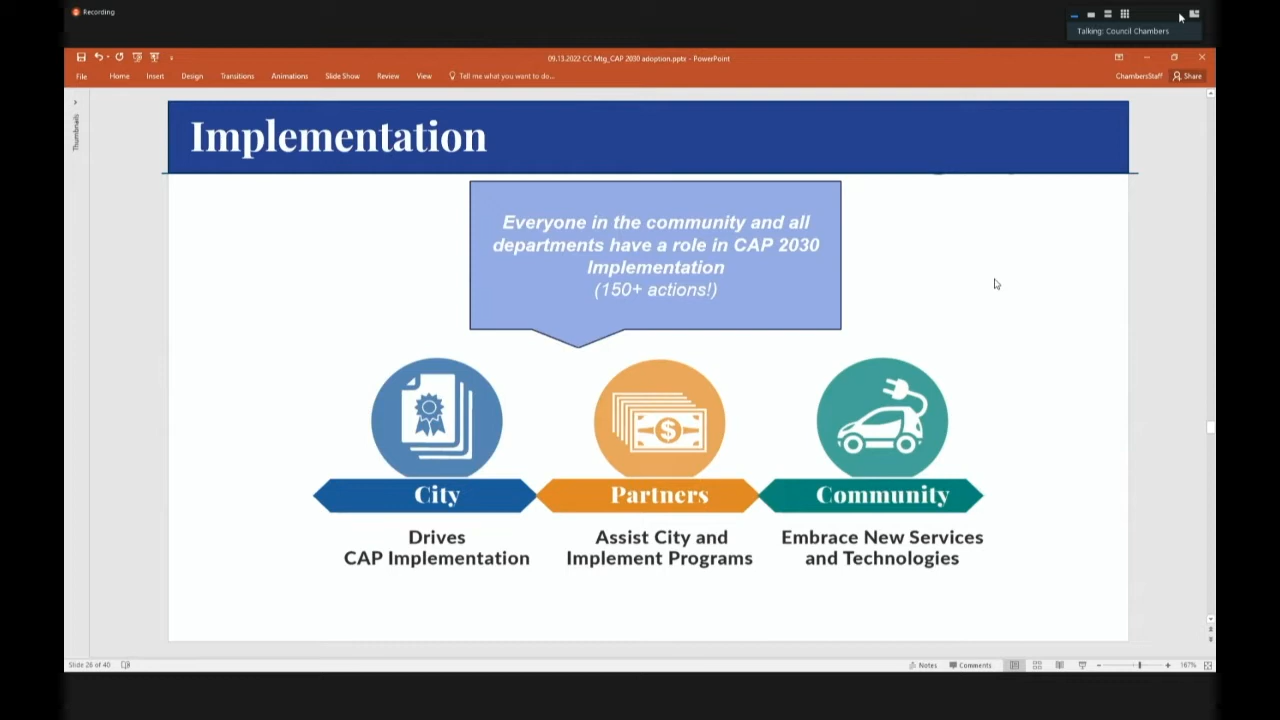 Recording
Talking: Council Chambers
09.13.2022 CC Mtg_CAP 2030 adoption.pptx - PowerPoint
File Home Insert Design Transitions Animations Slide Show Review View Tell me what you want to do... ChambersStaff Share
Thumbnails
Implementation
Everyone in the community and all
departments have a role in CAP 2030
Implementation
(150+ actions!)
$
City Partners Community
Drives
CAP Implementation
Assist City and
Implement Programs
Embrace New Services
and Technologies
Slide 26 of 40 Notes Comments 167%